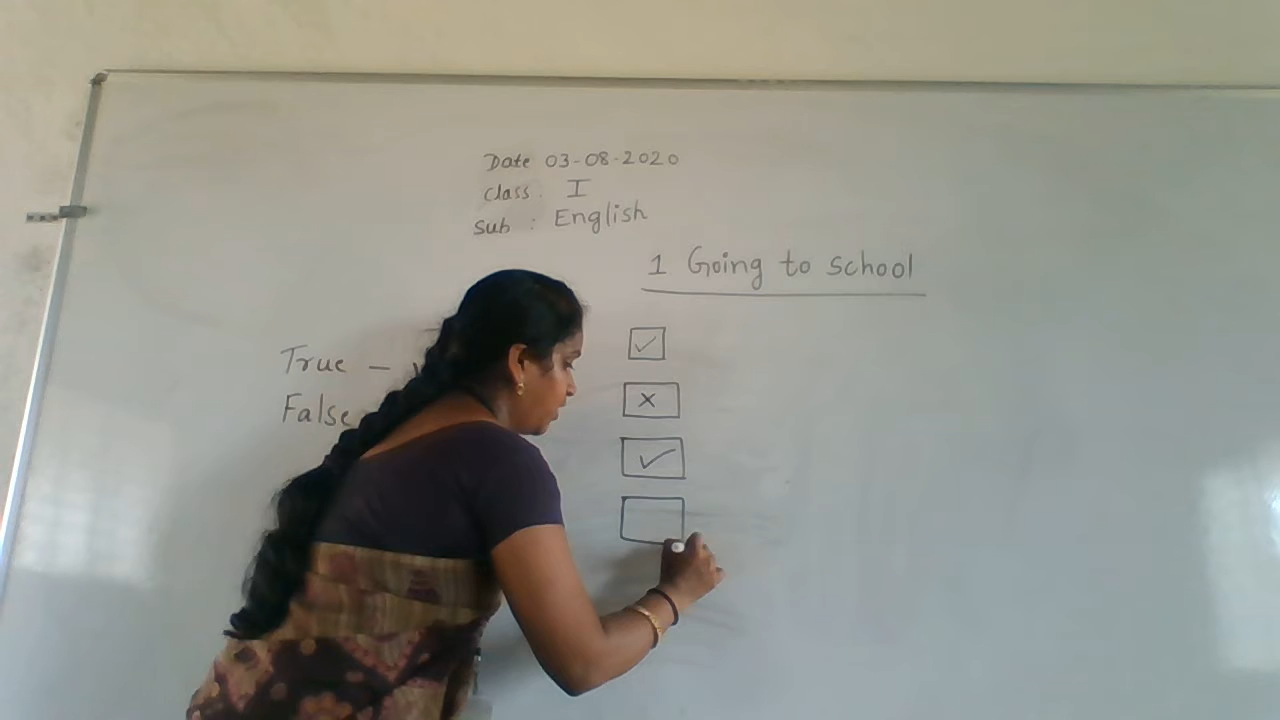 Date 03-08-2020
Class : I
Sub : English
1 Going to school
True -
False